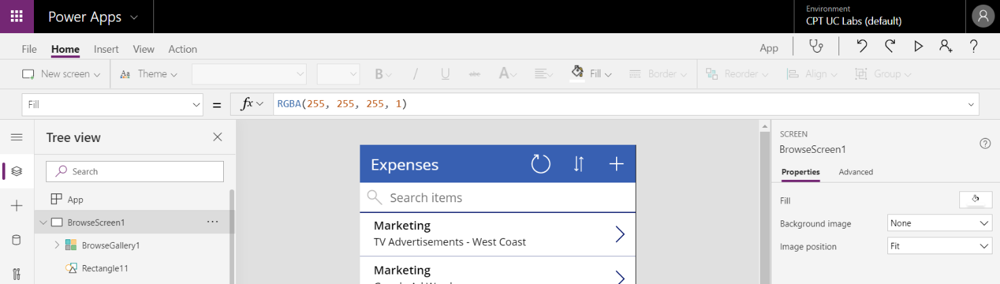 Power Apps
Environment
CPT UC Labs (default)
File Home Insert View Action App
New screen Theme B / U abc A Fill Border Reorder Align Group
Fill = fx RGBA(255, 255, 255, 1)
Tree view
Search
App
BrowseScreen1
BrowseGallery1
Rectangle11
Expenses
Search items
Marketing
TV Advertisements - West Coast
Marketing
SCREEN
BrowseScreen1
Properties Advanced
Fill
Background image None
Image position Fit